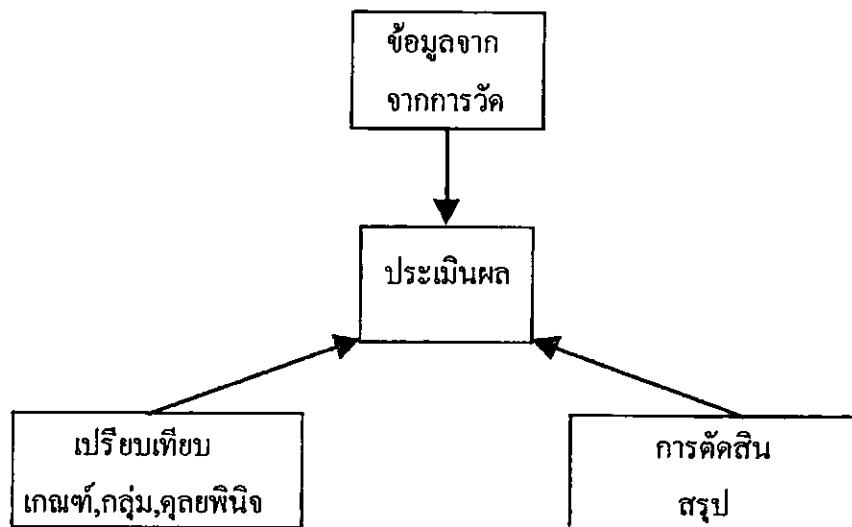 ข้อมูลจาก
จากการวัด
ประเมินผล
เปรียบเทียบ
เกณฑ์,กลุ่ม,ดุลยพินิจ
การตัดสิน
สรุป